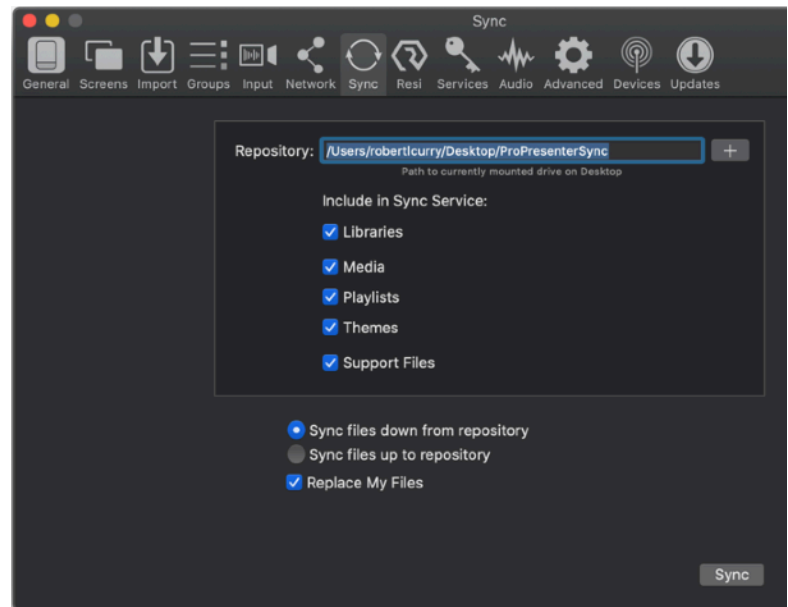 Sync
General Screens Import Groups Input Network Sync Resi Services Audio Advanced Devices Updates
Repository: /Users/robertlcurry/Desktop/ProPresenterSync +
Path to currently mounted drive on Desktop
Include in Sync Service:
Libraries
Media
Playlists
Themes
Support Files
Sync files down from repository
Sync files up to repository
Replace My Files
Sync